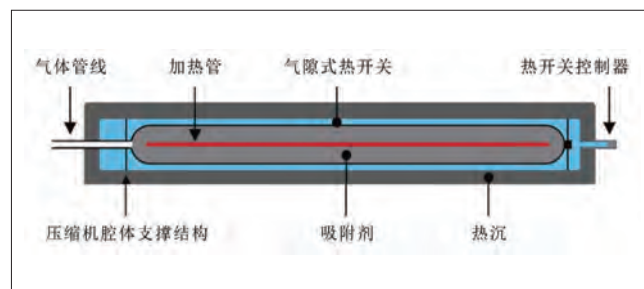 气体管线
加热管
气隙式热开关
热开关控制器
压缩机腔体支撑结构
吸附剂
热沉